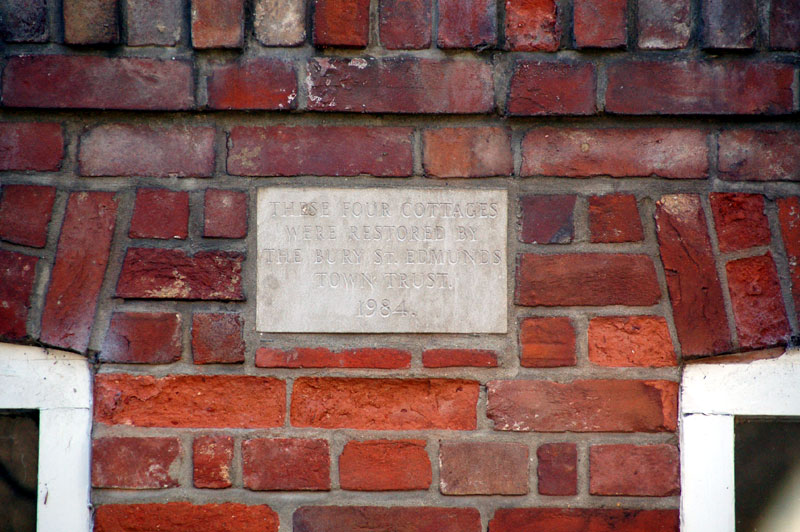 THESE FOUR COTTAGES
WERE RESTORED BY
THE BURY ST. EDMUNDS
TOWN TRUST.
1984.